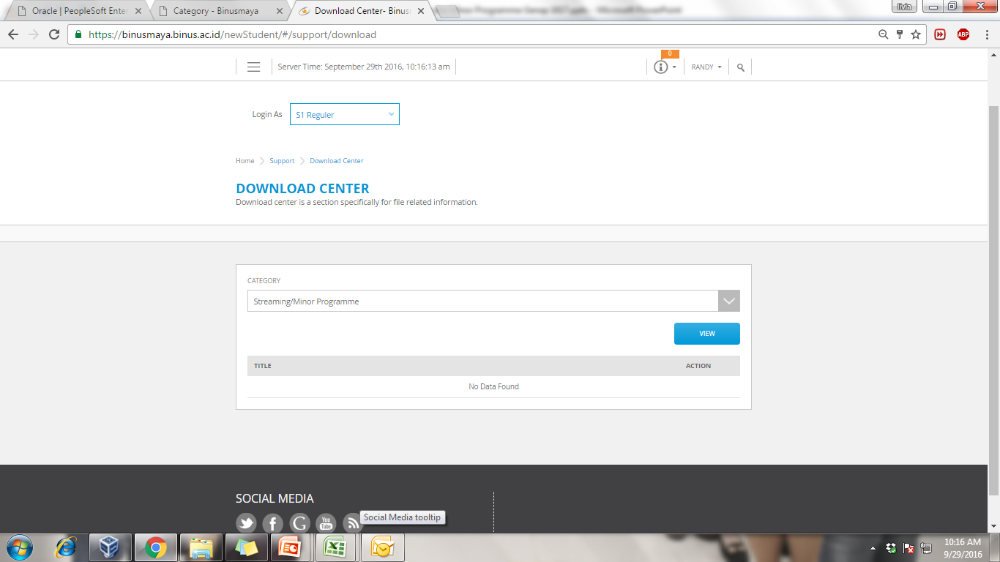 Oracle | PeopleSoft Enter
Category - Binusmaya
Download Center- Binus
livia
https://binusmaya.binus.ac.id/newStudent/#/support/download
ABP
0
Server Time: September 29th 2016, 10:16:13 am
RANDY
Login As
S1 Reguler
Home
Support
Download Center
DOWNLOAD CENTER
Download center is a section specifically for file related information.
CATEGORY
Streaming/Minor Programme
VIEW
TITLE
ACTION
No Data Found
SOCIAL MEDIA
You
Tube
Social Media tooltip
10:16 AM
9/29/2016